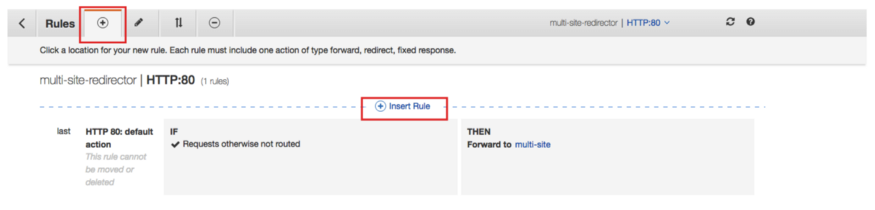 Rules
multi-site-redirector | HTTP:80
Click a location for your new rule. Each rule must include one action of type forward, redirect, fixed response.
multi-site-redirector | HTTP:80 (1 rules)
Insert Rule
last
HTTP 80: default
action
This rule cannot
be moved or
deleted
IF
Requests otherwise not routed
THEN
Forward to multi-site